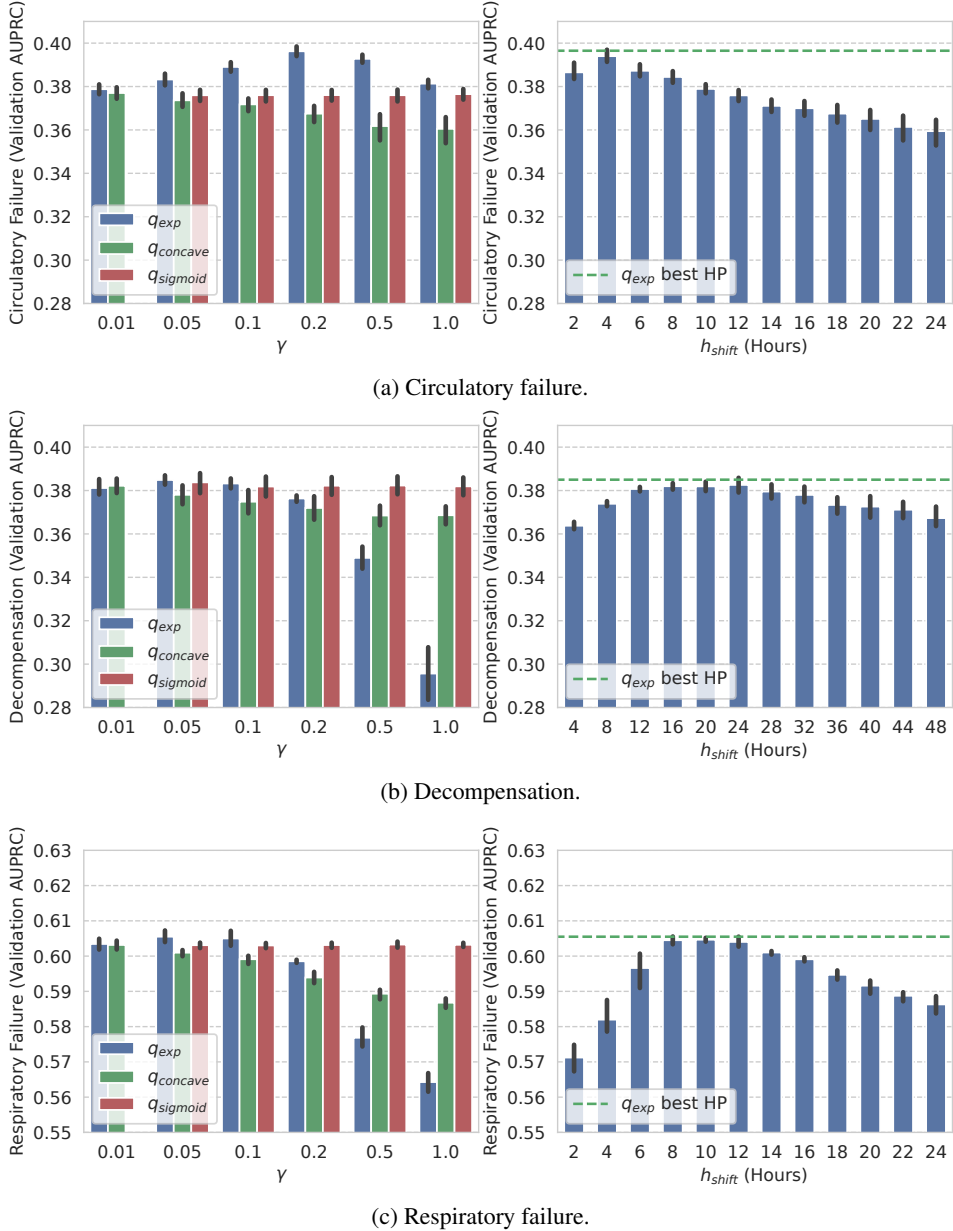 Circulatory Failure (Validation AUPRC)
0.40
0.38
0.36
0.34
0.32
0.30
0.28
q_exp
q_concave
q_sigmoid
0.01 0.05 0.1 0.2 0.5 1.0
γ
Circulatory Failure (Validation AUPRC)
0.40
0.38
0.36
0.34
0.32
0.30
0.28
q_exp best HP
2 4 6 8 10 12 14 16 18 20 22 24
h_shift (Hours)
(a) Circulatory failure.
Decompensation (Validation AUPRC)
0.40
0.38
0.36
0.34
0.32
0.30
0.28
q_exp
q_concave
q_sigmoid
0.01 0.05 0.1 0.2 0.5 1.0
γ
Decompensation (Validation AUPRC)
0.40
0.38
0.36
0.34
0.32
0.30
0.28
q_exp best HP
4 8 12 16 20 24 28 32 36 40 44 48
h_shift (Hours)
(b) Decompensation.
Respiratory Failure (Validation AUPRC)
0.63
0.62
0.61
0.60
0.59
0.58
0.57
0.56
0.55
q_exp
q_concave
q_sigmoid
0.01 0.05 0.1 0.2 0.5 1.0
γ
Respiratory Failure (Validation AUPRC)
0.63
0.62
0.61
0.60
0.59
0.58
0.57
0.56
0.55
q_exp best HP
2 4 6 8 10 12 14 16 18 20 22 24
h_shift (Hours)
(c) Respiratory failure.